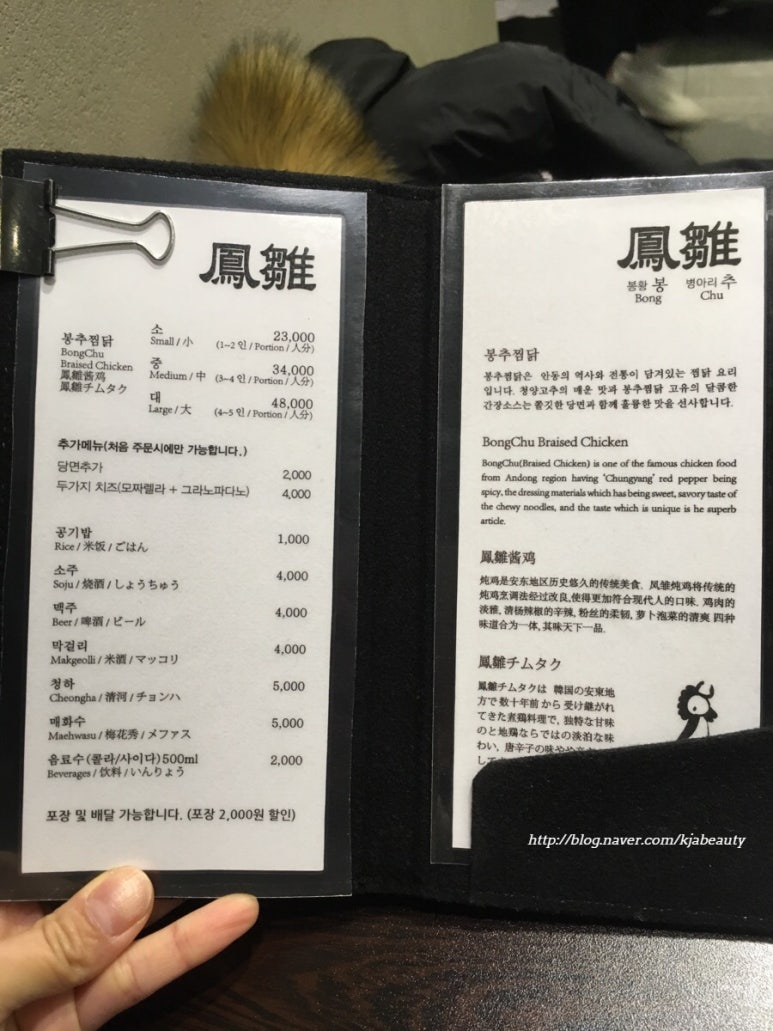 鳳雛
봉추찜닭
BongChu
Braised Chicken
鳳雛酱鸡
鳳雛チムタク
소 23,000
Small / 小 (1~2 인 / Portion / 人分)
중 34,000
Medium / 中 (3~4 인 / Portion / 人分)
대 48,000
Large / 大 (4~5 인 / Portion / 人分)
추가메뉴(처음 주문시에만 가능합니다.)
당면추가 2,000
두가지 치즈(모짜렐라 + 그라노파다노) 4,000
공기밥 1,000
Rice / 米饭 / ごはん
소주 4,000
Soju / 烧酒 / しょうちゅう
맥주 4,000
Beer / 啤酒 / ビール
막걸리 4,000
Makgeolli / 米酒 / マッコリ
청하 5,000
Cheongha / 清河 / チョンハ
매화수 5,000
Maehwasu / 梅花秀 / メファス
음료수(콜라/사이다) 500ml 2,000
Beverages / 饮料 / いんりょう
포장 및 배달 가능합니다. (포장 2,000원 할인)
鳳雛
봉황 봉 병아리 추
Bong Chu
봉추찜닭
봉추찜닭은 안동의 역사와 전통이 담겨있는 찜닭 요리
입니다. 청양고추의 매운 맛과 봉추찜닭 고유의 달콤한
간장소스는 쫄깃한 당면과 함께 훌륭한 맛을 선사합니다.
BongChu Braised Chicken
BongChu(Braised Chicken) is one of the famous chicken food
from Andong region having 'Chungyang' red pepper being
spicy, the dressing materials which has being sweet, savory taste of
the chewy noodles, and the taste which is unique is he superb
article.
鳳雛酱鸡
炖鸡是安东地区历史悠久的传统美食. 凤雏炖鸡将传统的
炖鸡烹调法经过改良,使得更加符合现代人的口味. 鸡肉的
淡雅, 清杨辣椒的辛辣, 粉丝的柔韧, 萝卜泡菜的清爽 四种
味道合为一体, 其味天下一品.
鳳雛チムタク
鳳雛チムタクは 韓国の安東地
方で 数十年前 から 受け継がれ
てきた煮鶏料理で, 独特な甘味
のと地鶏ならではの淡泊な味
わい, 唐辛子の味や
http://blog.naver.com/kjabeauty